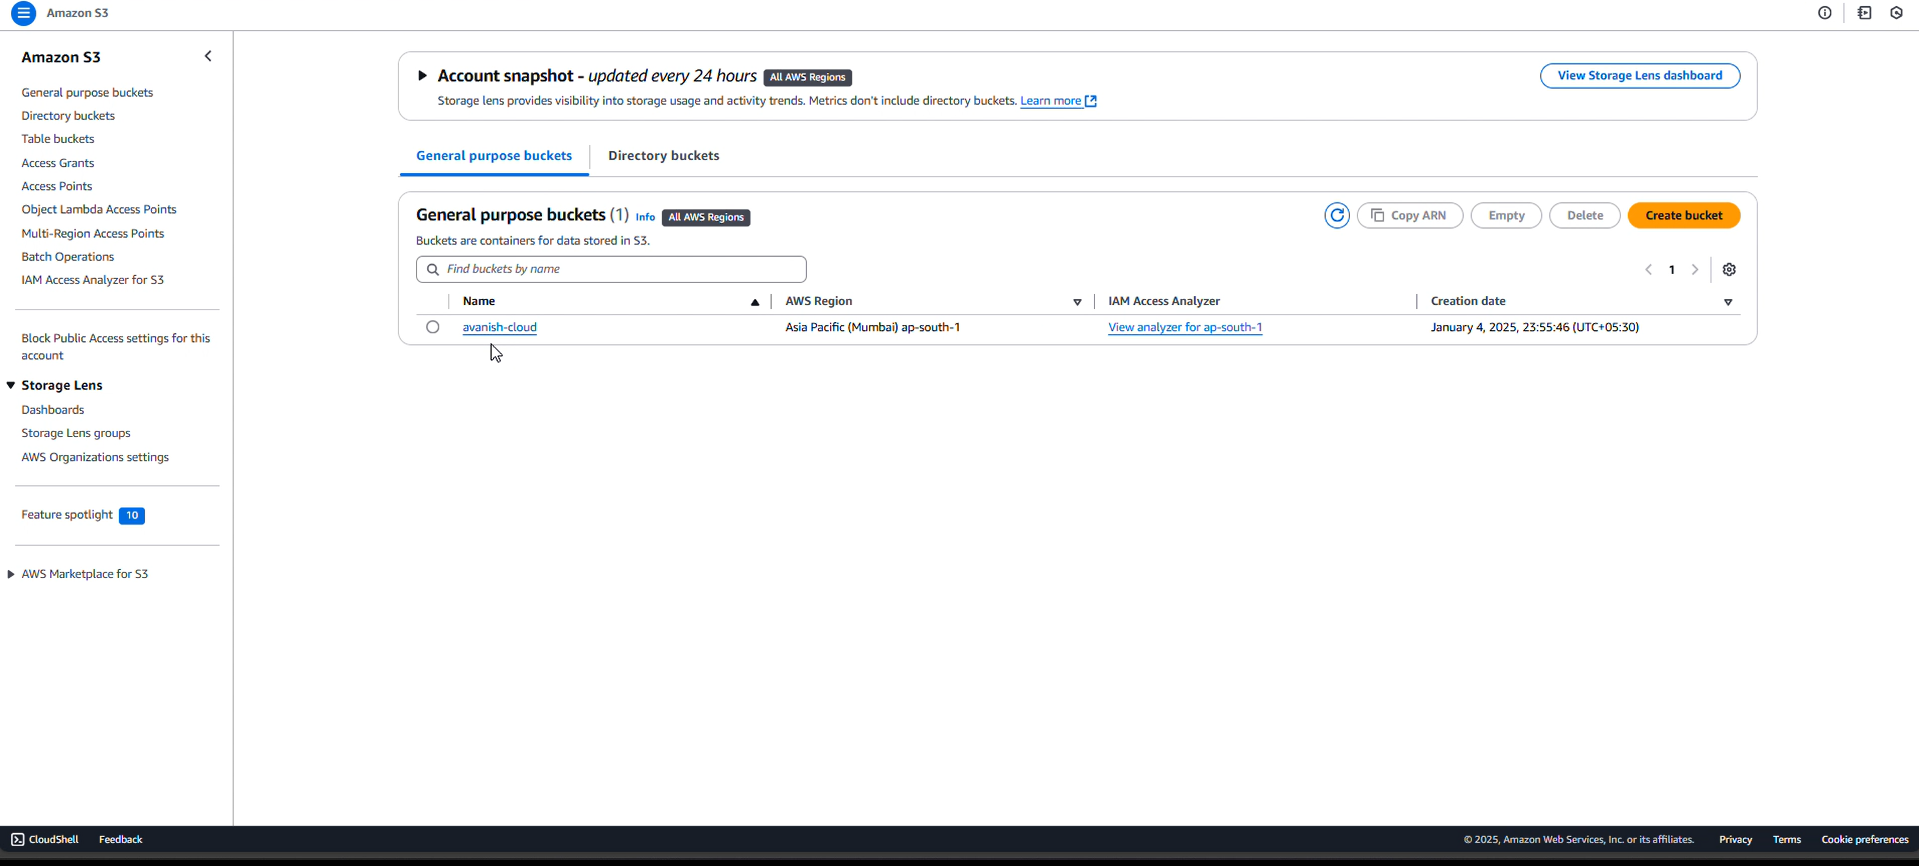 Amazon S3
Amazon S3
General purpose buckets
Directory buckets
Table buckets
Access Grants
Access Points
Object Lambda Access Points
Multi-Region Access Points
Batch Operations
IAM Access Analyzer for S3
Block Public Access settings for this
account
Storage Lens
Dashboards
Storage Lens groups
AWS Organizations settings
Feature spotlight 10
AWS Marketplace for S3
Account snapshot - updated every 24 hours All AWS Regions
View Storage Lens dashboard
Storage lens provides visibility into storage usage and activity trends. Metrics don't include directory buckets. Learn more
General purpose buckets Directory buckets
General purpose buckets (1) Info All AWS Regions
Copy ARN Empty Delete Create bucket
Buckets are containers for data stored in S3.
Find buckets by name
1
Name AWS Region IAM Access Analyzer Creation date
avanish-cloud Asia Pacific (Mumbai) ap-south-1 View analyzer for ap-south-1 January 4, 2025, 23:55:46 (UTC+05:30)
CloudShell Feedback © 2025, Amazon Web Services, Inc. or its affiliates. Privacy Terms Cookie preferences